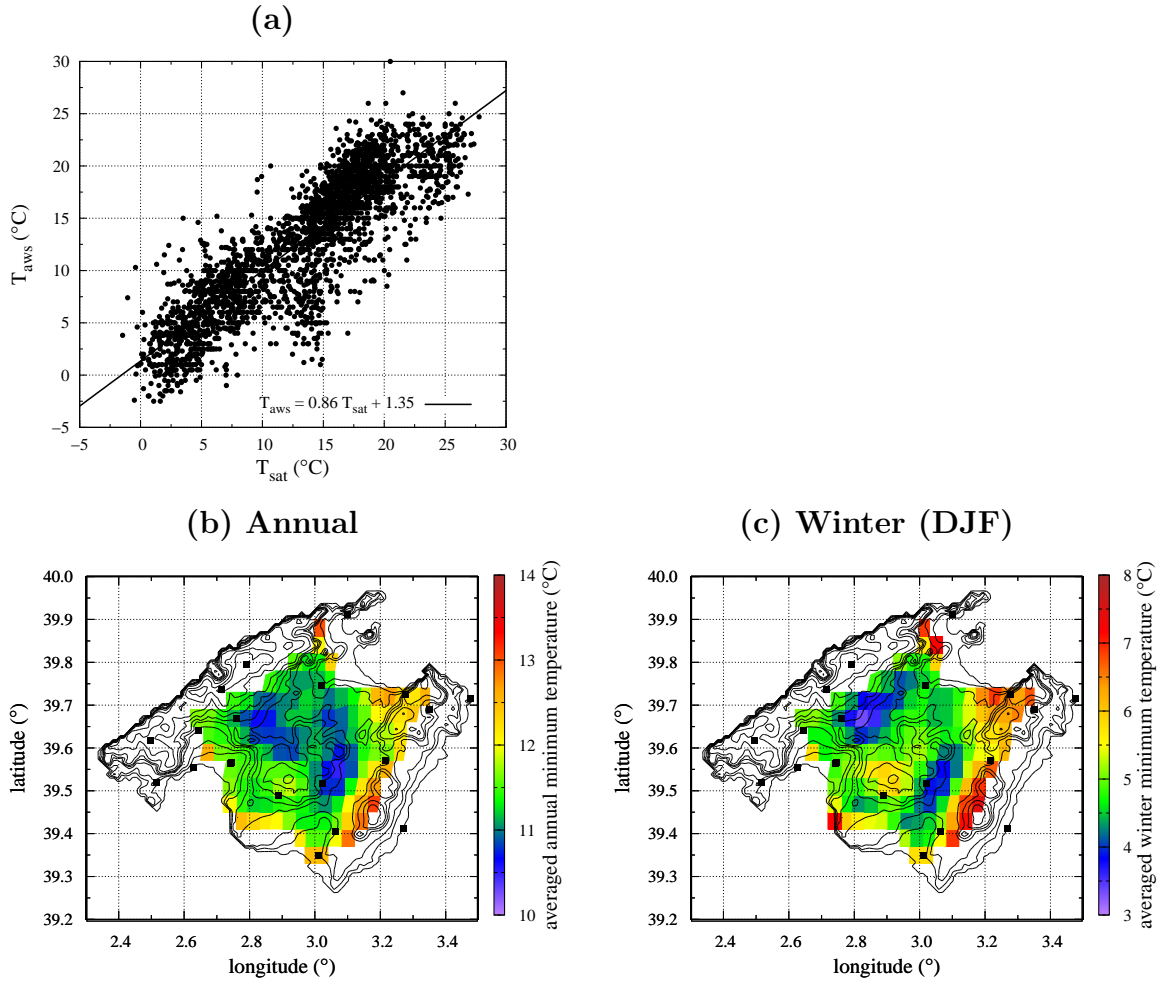 (a)
30
25
20
15
10
5
0
−5
T_aws (°C)
T_aws = 0.86 T_sat + 1.35
−5 0 5 10 15 20 25 30
T_sat (°C)
(b) Annual
40.0
39.9
39.8
39.7
39.6
39.5
39.4
39.3
39.2
latitude (°)
2.4 2.6 2.8 3.0 3.2 3.4
longitude (°)
14
13
12
11
10
averaged annual minimum temperature (°C)
(c) Winter (DJF)
40.0
39.9
39.8
39.7
39.6
39.5
39.4
39.3
39.2
latitude (°)
2.4 2.6 2.8 3.0 3.2 3.4
longitude (°)
8
7
6
5
4
3
averaged winter minimum temperature (°C)